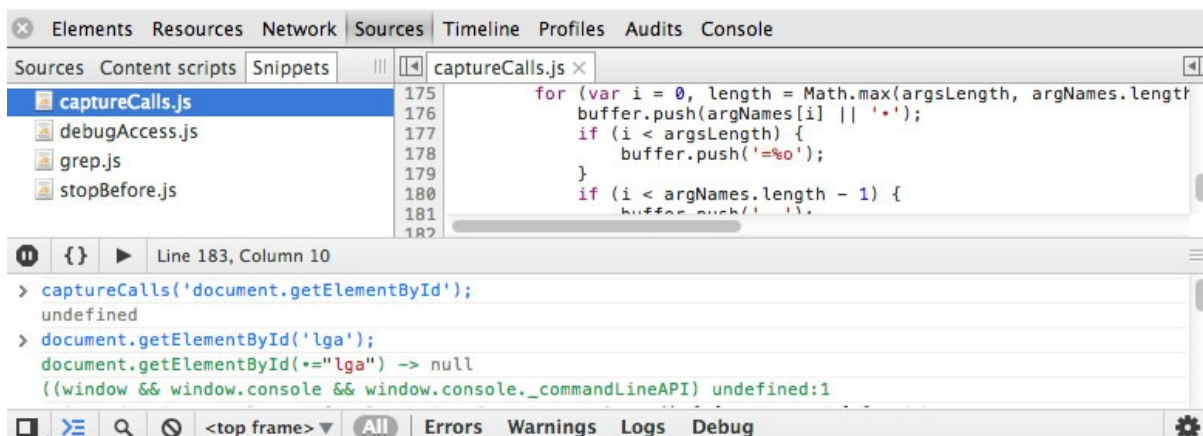 Elements Resources Network Sources Timeline Profiles Audits Console
Sources Content scripts Snippets
captureCalls.js
captureCalls.js
debugAccess.js
grep.js
stopBefore.js
175 for (var i = 0, length = Math.max(argsLength, argNames.length
176 buffer.push(argNames[i] || '•');
177 if (i < argsLength) {
178 buffer.push('=%o');
179 }
180 if (i < argNames.length - 1) {
181
182
{} Line 183, Column 10
> captureCalls('document.getElementById');
undefined
> document.getElementById('lga');
document.getElementById(•="lga") -> null
((window && window.console && window.console._commandLineAPI) undefined:1
<top frame> All Errors Warnings Logs Debug